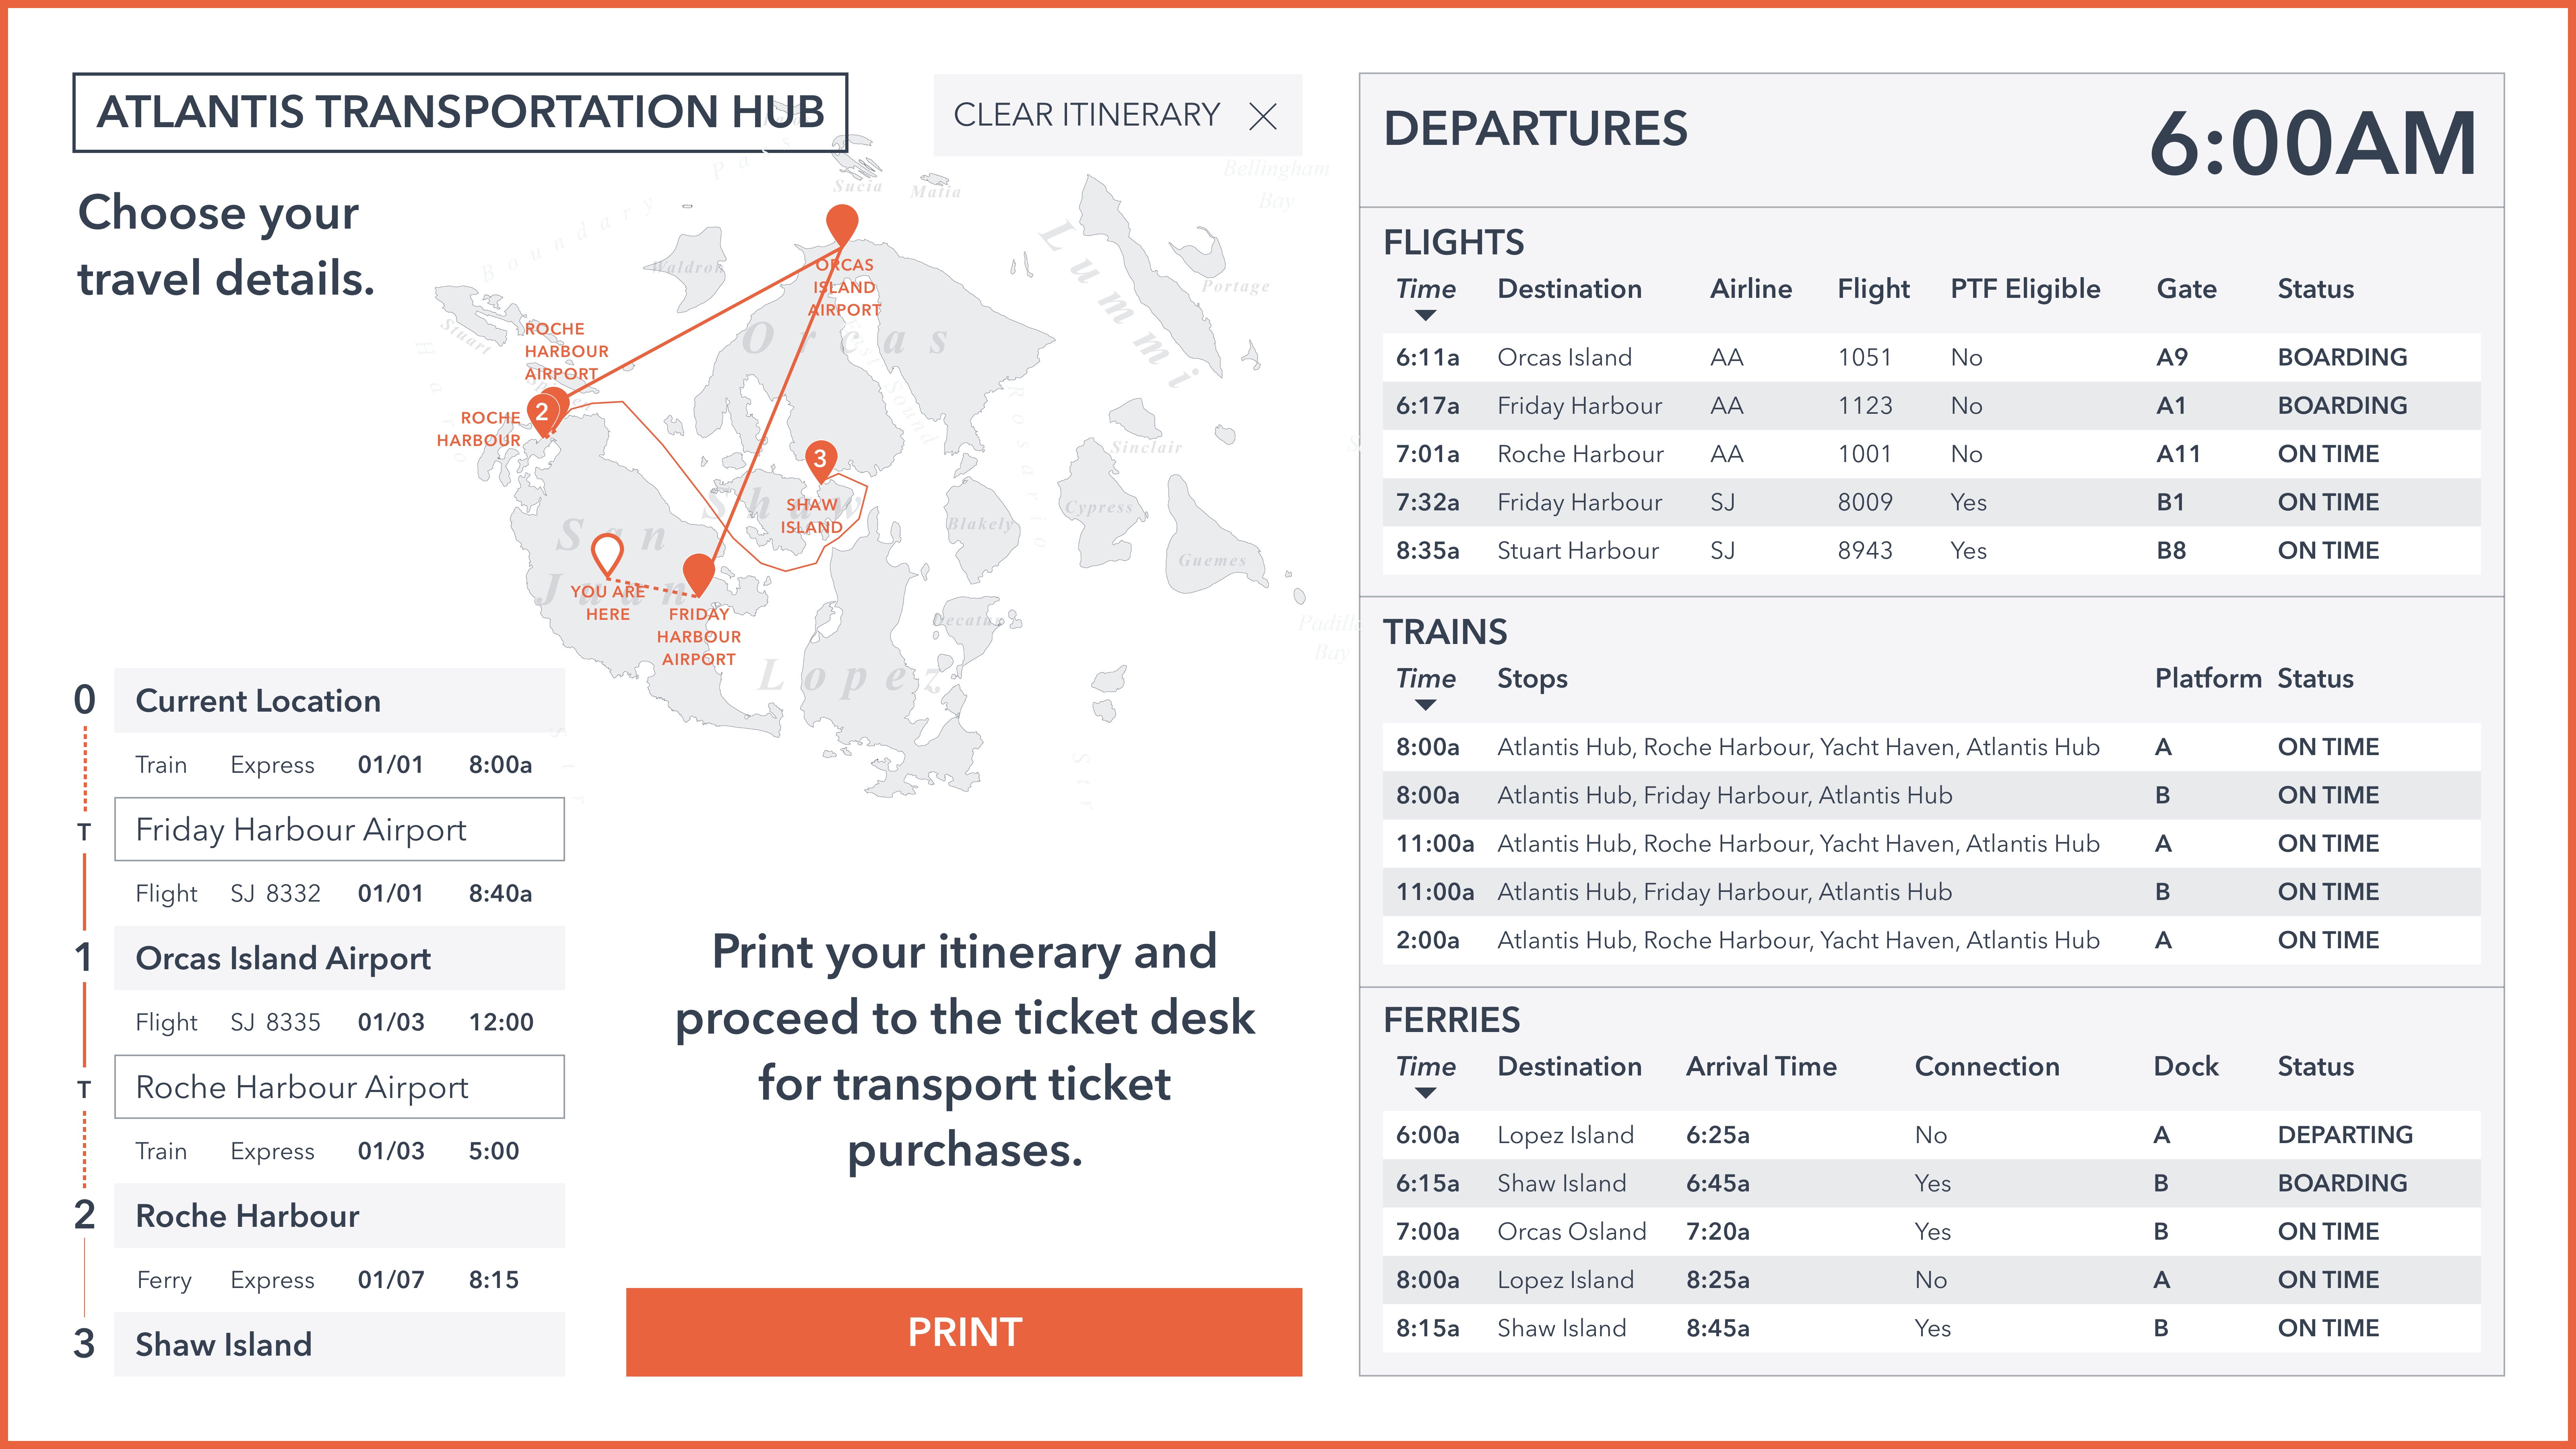 ATLANTIS TRANSPORTATION HUB
CLEAR ITINERARY
Choose your
travel details.
Sucia
Matia
Bellingham
Bay
Boundary Pa
Waldron
Lummi
Portage
Stuart
Orcas
Sound
Rosario
Sinclair
Cypress
Blakely
Guemes
Shaw
San
Juan
Decatur
Lopez
Padilla
Bay
ORCAS
ISLAND
AIRPORT
ROCHE
HARBOUR
AIRPORT
2
ROCHE
HARBOUR
3
SHAW
ISLAND
YOU ARE
HERE
FRIDAY
HARBOUR
AIRPORT
0 Current Location
Train Express 01/01 8:00a
T Friday Harbour Airport
Flight SJ 8332 01/01 8:40a
1 Orcas Island Airport
Flight SJ 8335 01/03 12:00
T Roche Harbour Airport
Train Express 01/03 5:00
2 Roche Harbour
Ferry Express 01/07 8:15
3 Shaw Island
Print your itinerary and
proceed to the ticket desk
for transport ticket
purchases.
PRINT
DEPARTURES 6:00AM
FLIGHTS
Time Destination Airline Flight PTF Eligible Gate Status
6:11a Orcas Island AA 1051 No A9 BOARDING
6:17a Friday Harbour AA 1123 No A1 BOARDING
7:01a Roche Harbour AA 1001 No A11 ON TIME
7:32a Friday Harbour SJ 8009 Yes B1 ON TIME
8:35a Stuart Harbour SJ 8943 Yes B8 ON TIME
TRAINS
Time Stops Platform Status
8:00a Atlantis Hub, Roche Harbour, Yacht Haven, Atlantis Hub A ON TIME
8:00a Atlantis Hub, Friday Harbour, Atlantis Hub B ON TIME
11:00a Atlantis Hub, Roche Harbour, Yacht Haven, Atlantis Hub A ON TIME
11:00a Atlantis Hub, Friday Harbour, Atlantis Hub B ON TIME
2:00a Atlantis Hub, Roche Harbour, Yacht Haven, Atlantis Hub A ON TIME
FERRIES
Time Destination Arrival Time Connection Dock Status
6:00a Lopez Island 6:25a No A DEPARTING
6:15a Shaw Island 6:45a Yes B BOARDING
7:00a Orcas Osland 7:20a Yes B ON TIME
8:00a Lopez Island 8:25a No A ON TIME
8:15a Shaw Island 8:45a Yes B ON TIME